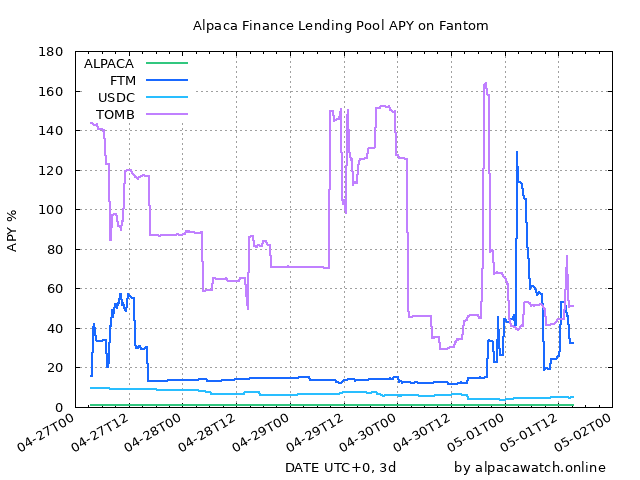 Alpaca Finance Lending Pool APY on Fantom
180
160
140
120
100
80
60
40
20
0
APY %
ALPACA
FTM
USDC
TOMB
04-27T00
04-27T12
04-28T00
04-28T12
04-29T00
04-29T12
04-30T00
04-30T12
05-01T00
05-01T12
05-02T00
DATE UTC+0, 3d
by alpacawatch.online